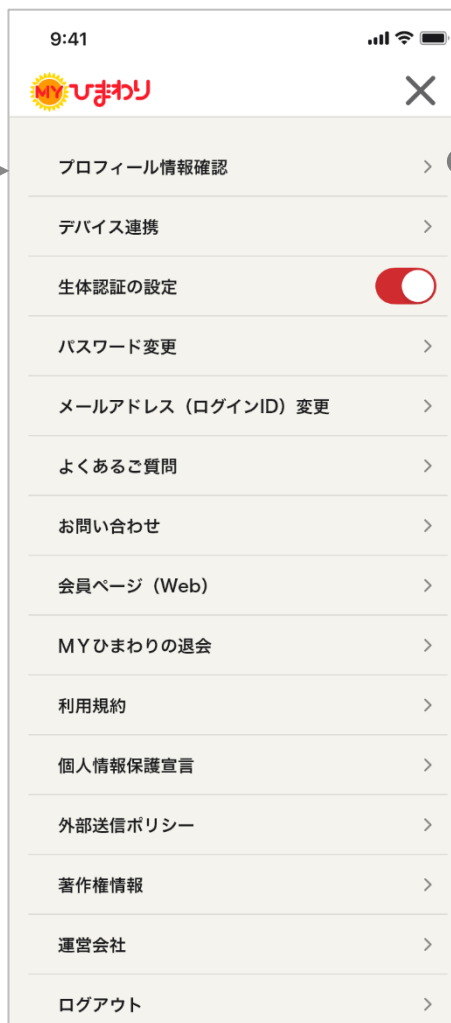 9:41
MYひまわり
プロフィール情報確認
デバイス連携
生体認証の設定
パスワード変更
メールアドレス（ログインID）変更
よくあるご質問
お問い合わせ
会員ページ（Web）
ＭＹひまわりの退会
利用規約
個人情報保護宣言
外部送信ポリシー
著作権情報
運営会社
ログアウト